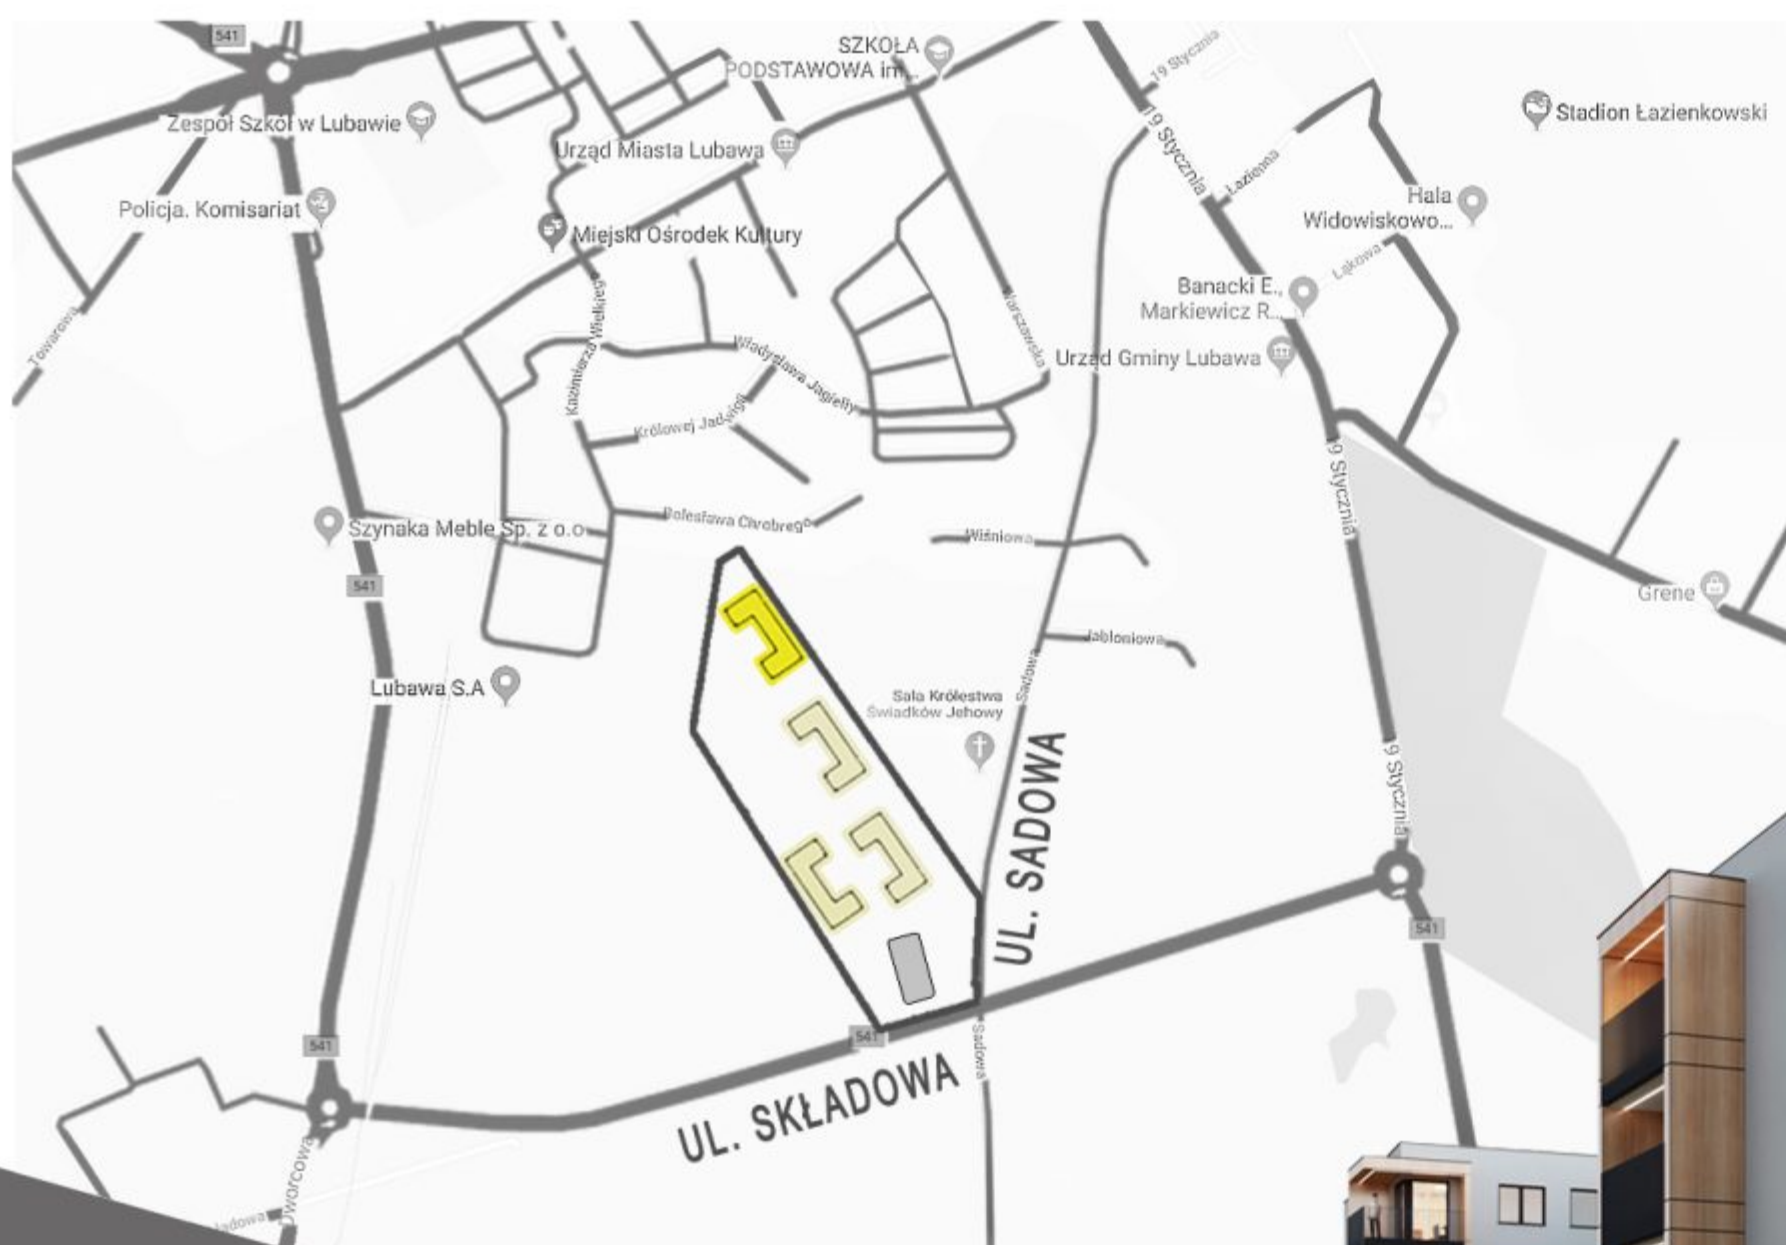 541
SZKOŁA
PODSTAWOWA im...
19 Stycznia
Zespół Szkół w Lubawie
Urząd Miasta Lubawa
19 Stycznia
Stadion Łazienkowski
Łazienna
Policja. Komisariat
Miejski Ośrodek Kultury
Hala
Widowiskowo...
Łąkowa
Banacki E.,
Markiewicz R...
Towarowa
Kazimierza Wielkiego
Warszawska
Władysława Jagiełły
Urząd Gminy Lubawa
Królowej Jadwigi
19 Stycznia
Szynaka Meble Sp. z o.o
Bolesława Chrobrego
Wiśniowa
541
Grene
Jabłoniowa
Lubawa S.A
Sadowa
Sala Królestwa
Świadków Jehowy
UL. SADOWA
19 Stycznia
541
541
541
Sadowa
UL. SKŁADOWA
Dworcowa